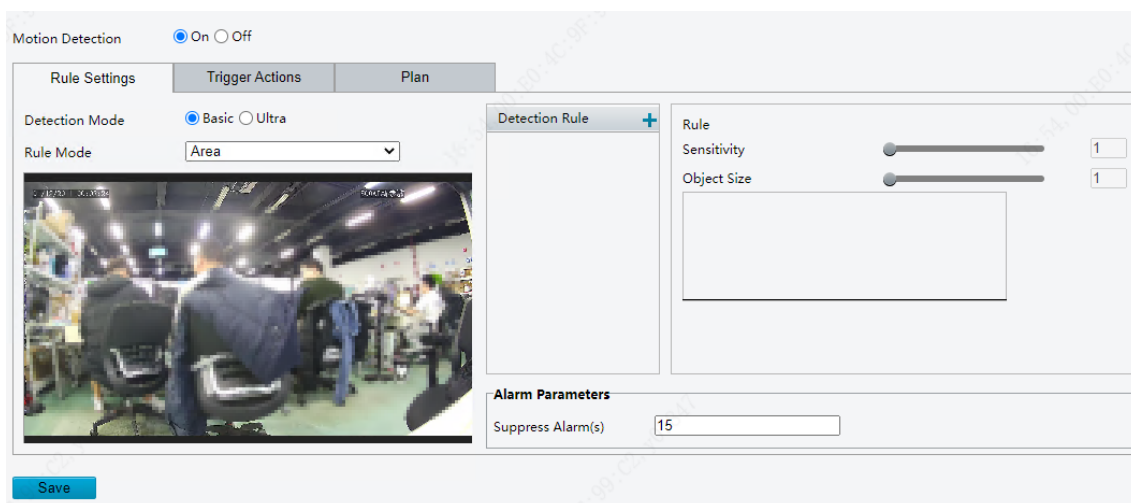 Motion Detection On Off
Rule Settings Trigger Actions Plan
Detection Mode Basic Ultra
Rule Mode Area
Detection Rule +
Rule
Sensitivity 1
Object Size 1
Alarm Parameters
Suppress Alarm(s) 15
Save